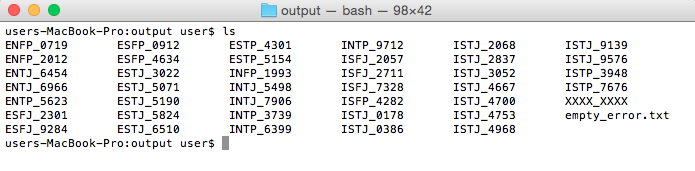 output — bash — 98×42
users-MacBook-Pro:output user$ ls
ENFP_0719 ESFP_0912 ESTP_4301 INTP_9712 ISTJ_2068 ISTJ_9139
ENFP_2012 ESFP_4634 ESTP_5154 ISFJ_2057 ISTJ_2837 ISTJ_9576
ENTJ_6454 ESTJ_3022 INFP_1993 ISFJ_2711 ISTJ_3052 ISTP_3948
ENTJ_6966 ESTJ_5071 INTJ_5498 ISFJ_7328 ISTJ_4667 ISTP_7676
ENTP_5623 ESTJ_5190 INTJ_7906 ISFP_4282 ISTJ_4700 XXXX_XXXX
ESFJ_2301 ESTJ_5824 INTP_3739 ISTJ_0178 ISTJ_4753 empty_error.txt
ESFJ_9284 ESTJ_6510 INTP_6399 ISTJ_0386 ISTJ_4968
users-MacBook-Pro:output user$